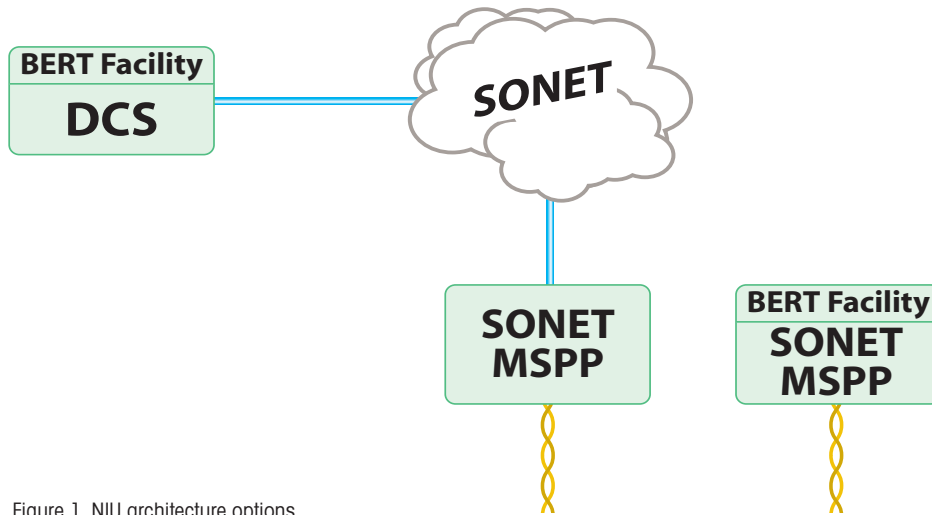 BERT Facility
DCS
SONET
SONET
MSPP
BERT Facility
SONET
MSPP
Figure 1. NIU architecture options